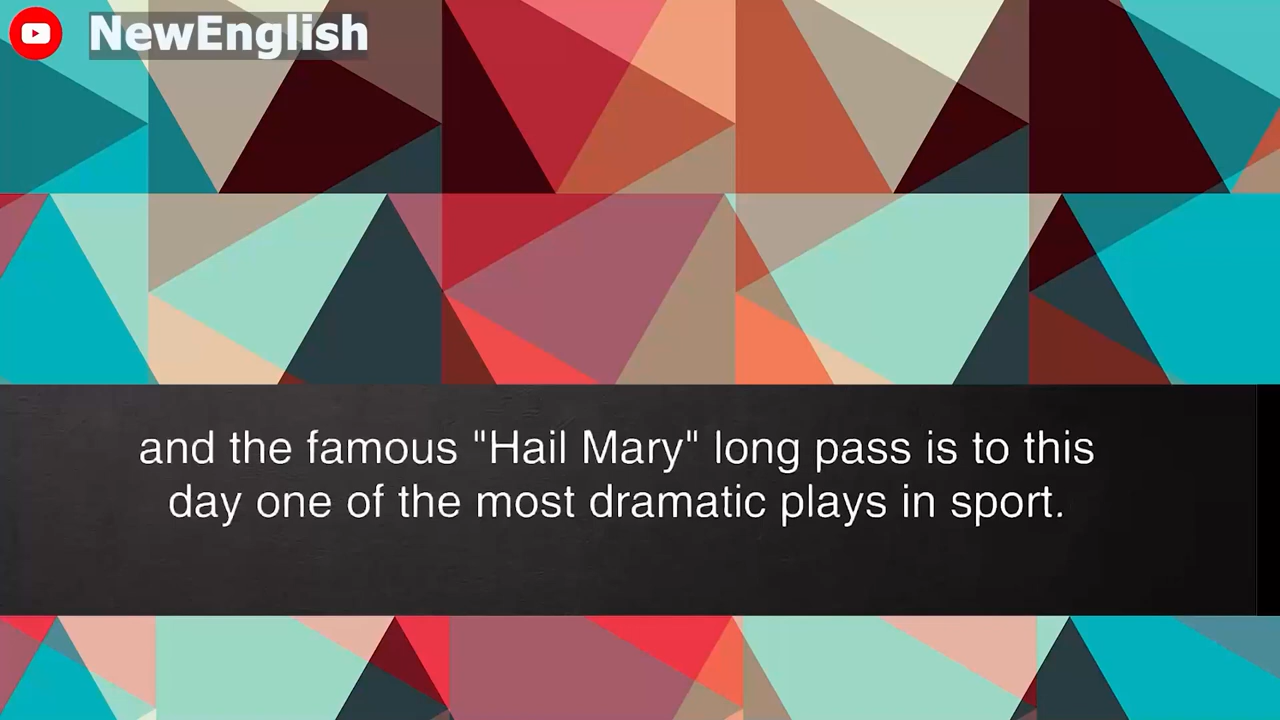 NewEnglish
and the famous "Hail Mary" long pass is to this
day one of the most dramatic plays in sport.